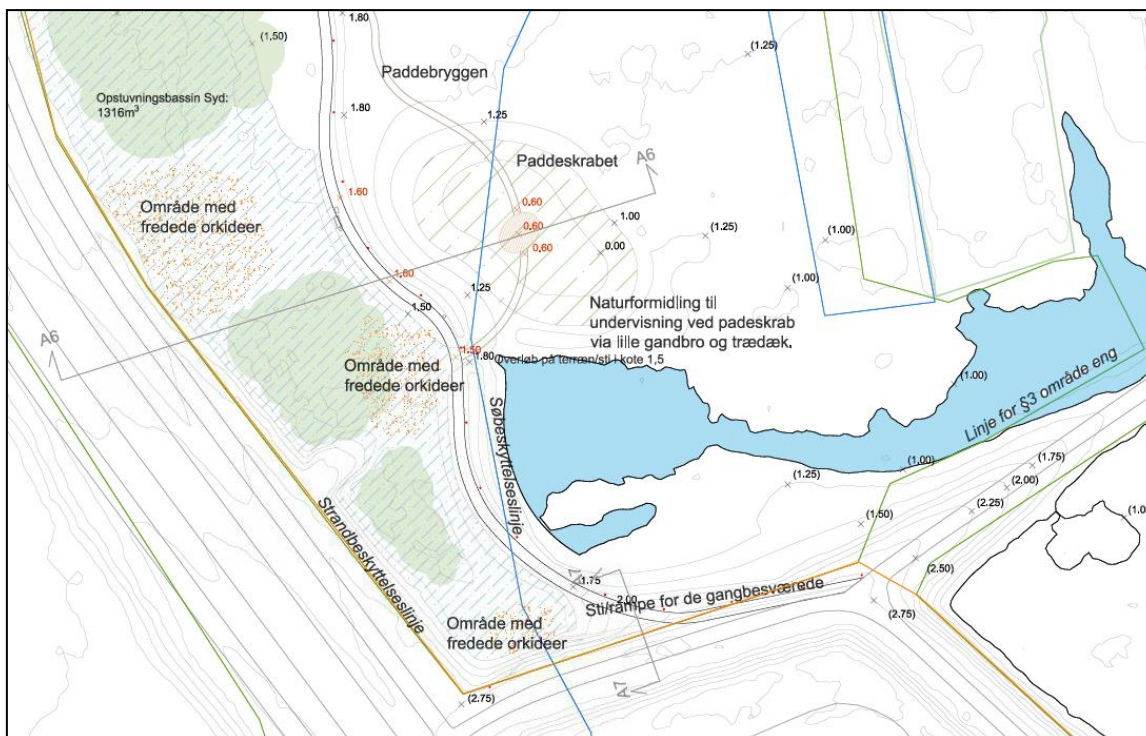 1.80
(1.50)
(1.25)
Paddebryggen
(1.00)
Opstuvningsbassin Syd:
1316m³
1.80
1.25
Paddeskrabet
A6
1.60
Område med
fredede orkideer
0.60
0.60
0.60
1.00
0.00
(1.25)
(1.00)
1.60
1.25
(1.00)
1.50
Naturformidling til
undervisning ved padeskrab
via lille gandbro og trædæk.
A6
1.50
1.80
Overløb på terræn/sti i kote 1,5
Område med
fredede orkideer
(1.00)
Linje for §3 område eng
Søbeskyttelseslinje
(1.00)
(1.75)
(1.25)
(2.00)
(2.25)
(1.50)
(1.0
Strandbeskyttelseslinje
(2.50)
A7
1.75
2.00
Sti/rampe for de gangbesværede
(2.75)
Område med
fredede orkideer
A7
(2.75)